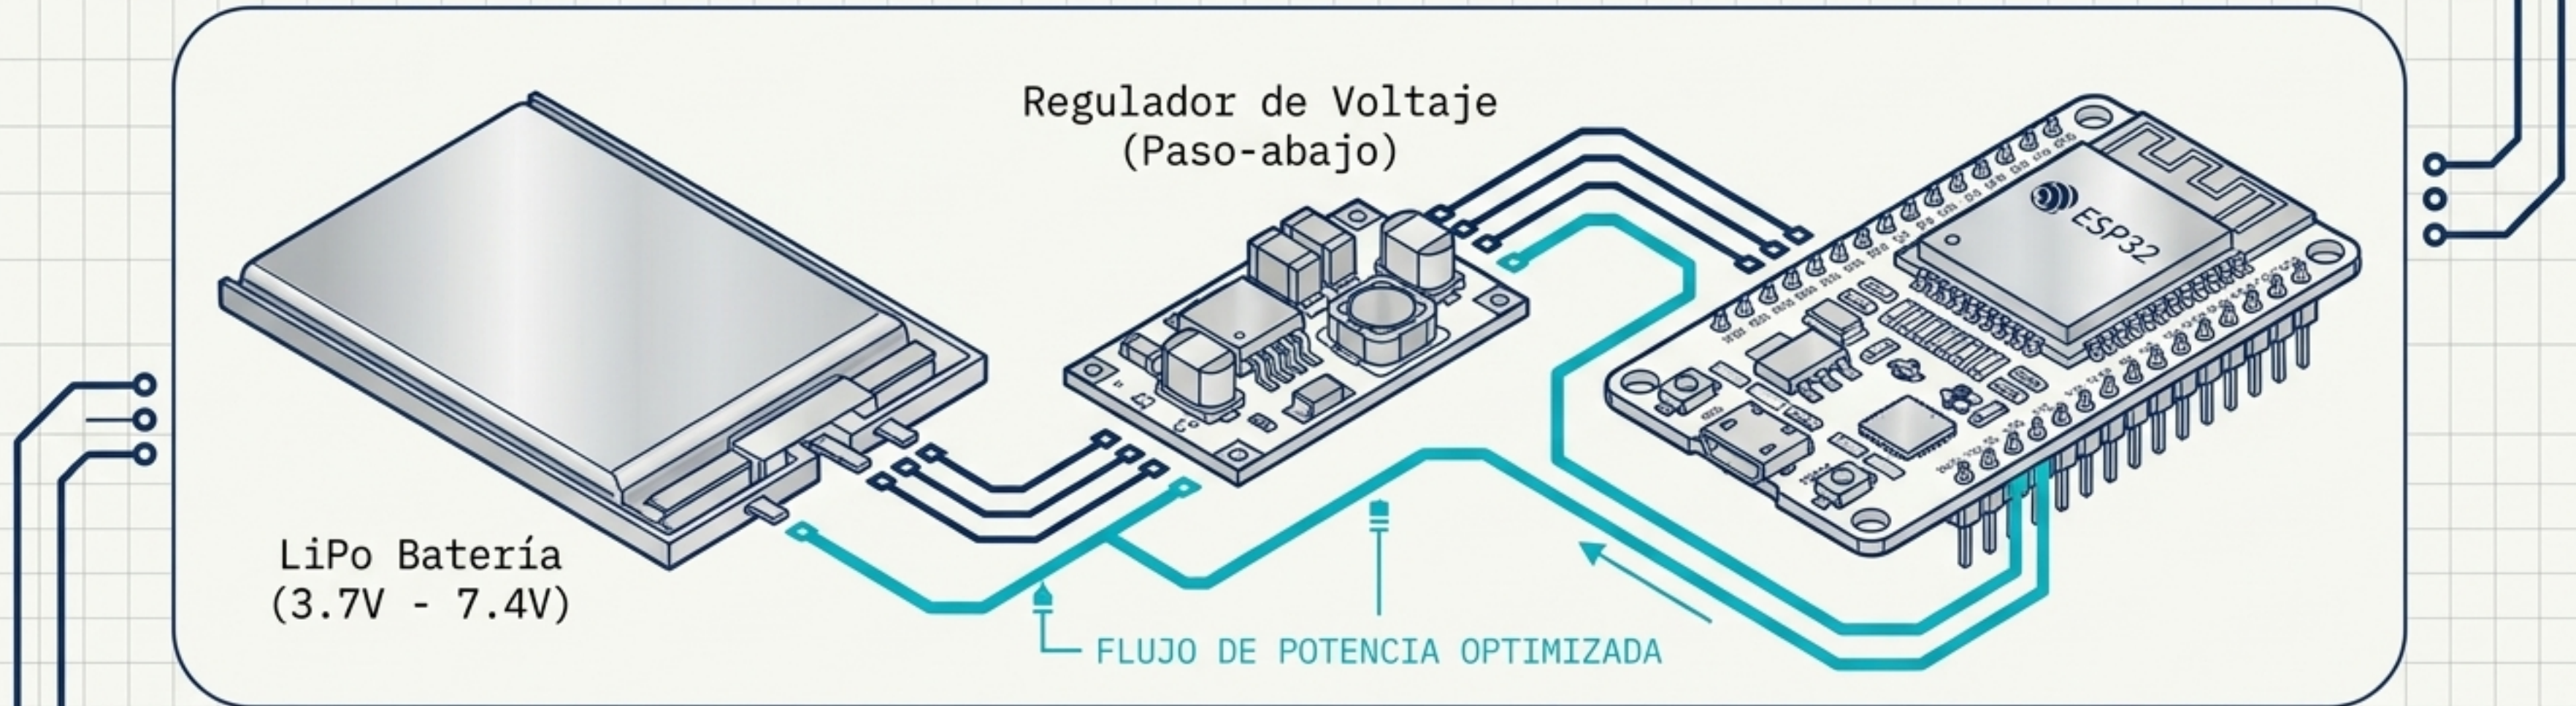 Regulador de Voltaje
(Paso-abajo)
ESP32
LiPo Batería
(3.7V - 7.4V)
FLUJO DE POTENCIA OPTIMIZADA